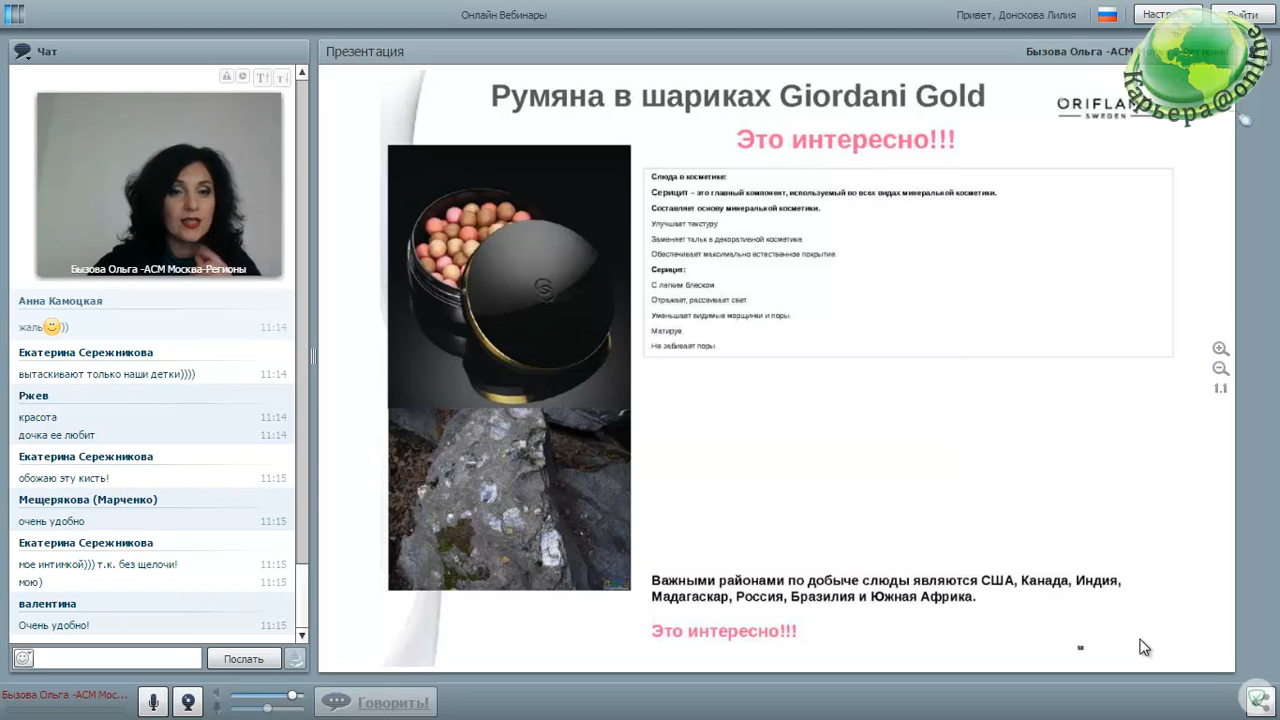 Онлайн Вебинары
Привет, Донскова Лилия
Настройки
Выйти
Чат
Презентация
Бызова Ольга -АСМ
Карьера@online
Бызова Ольга -АСМ Москва-Регионы
Анна Камоцкая
жаль )) 11:14
Екатерина Сережникова
вытаскивают только наши детки)))) 11:14
Ржев
красота 11:14
дочка ее любит 11:14
Екатерина Сережникова
обожаю эту кисть! 11:15
Мещерякова (Марченко)
очень удобно 11:15
Екатерина Сережникова
мое интимкой))) т.к. без щелочи! 11:15
мою) 11:15
валентина
Очень удобно!!! 11:15
Послать
Бызова Ольга -АСМ Мос...
Говорить!
Румяна в шариках Giordani Gold
ORIFLAME
SWEDEN
Это интересно!!!
Слюда в косметике:
Серицит – это главный компонент, используемый во всех видах минеральной косметики.
Составляет основу минеральной косметики.
Улучшает текстуру.
Заменяет тальк в декоративной косметике.
Обеспечивает максимально естественное покрытие.
Серицит:
С легким блеском.
Отражает, рассеивает свет.
Уменьшает видимые морщинки и поры.
Матирует.
Не забивает поры.
Важными районами по добыче слюды являются США, Канада, Индия,
Мадагаскар, Россия, Бразилия и Южная Африка.
Это интересно!!!
1.1